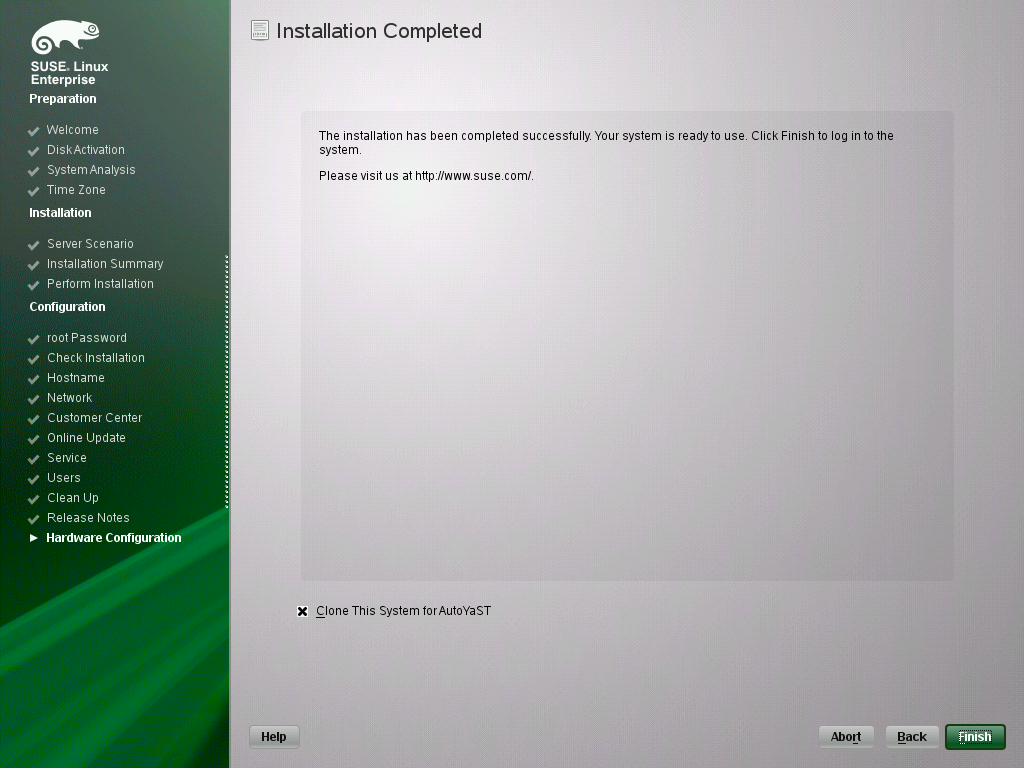 SUSE. Linux
Enterprise
Preparation
Welcome
Disk Activation
System Analysis
Time Zone
Installation
Server Scenario
Installation Summary
Perform Installation
Configuration
root Password
Check Installation
Hostname
Network
Customer Center
Online Update
Service
Users
Clean Up
Release Notes
Hardware Configuration
Installation Completed
The installation has been completed successfully. Your system is ready to use. Click Finish to log in to the
system.
Please visit us at http://www.suse.com/.
Clone This System for AutoYaST
Help
Abort
Back
Finish